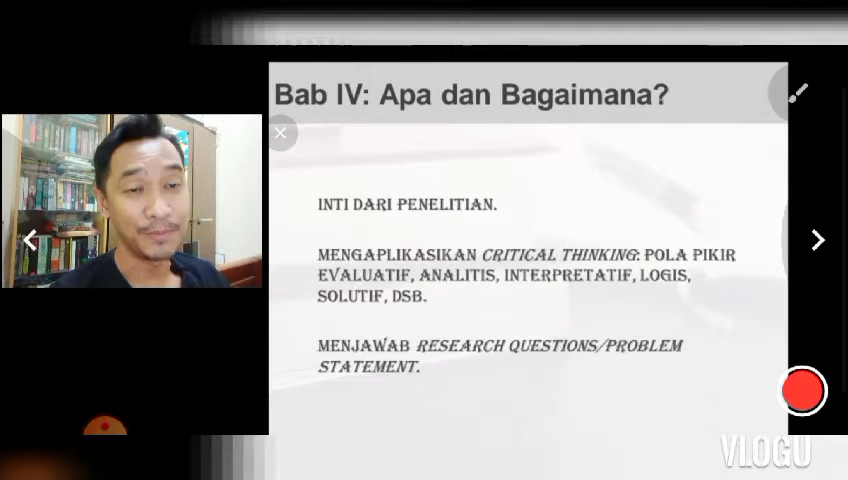 Bab IV: Apa dan Bagaimana?
INTI DARI PENELITIAN.
MENGAPLIKASIKAN CRITICAL THINKING: POLA PIKIR
EVALUATIF, ANALITIS, INTERPRETATIF, LOGIS,
SOLUTIF, DSB.
MENJAWAB RESEARCH QUESTIONS/PROBLEM
STATEMENT.
VLOGU